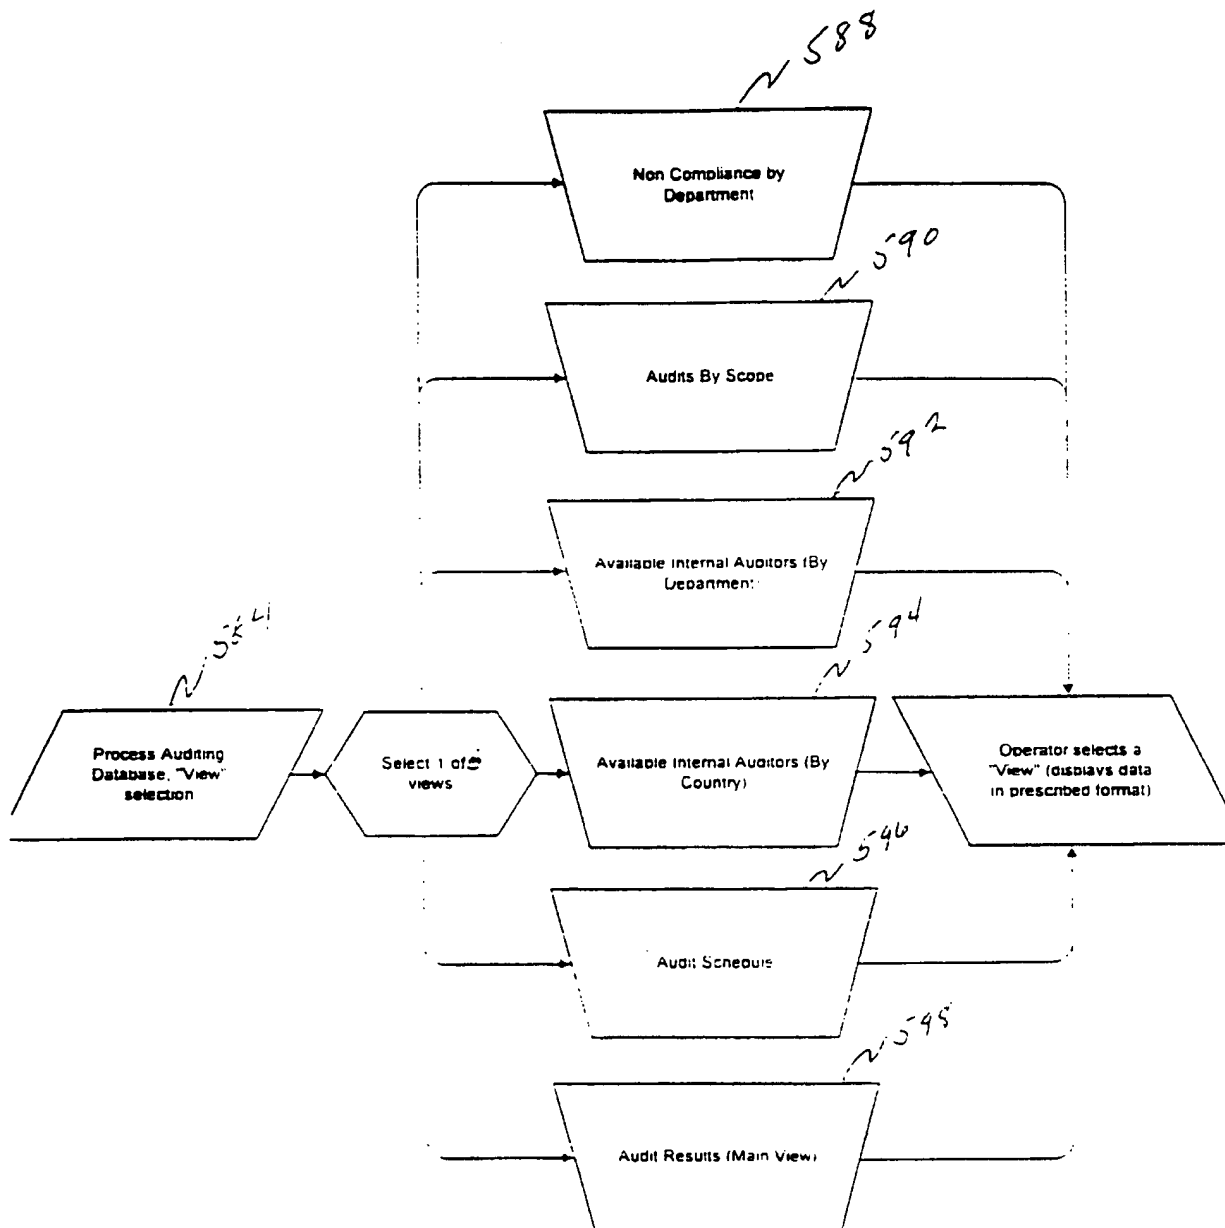 588
Non Compliance by
Department
590
Audits By Scope
592
Available Internal Auditors (By
Department)
594
Process Auditing
Database, "View"
selection
Select 1 of
views
Available Internal Auditors (By
Country)
Operator selects a
"View" (displays data
in prescribed format)
596
Audit Schedule
598
Audit Results (Main View)